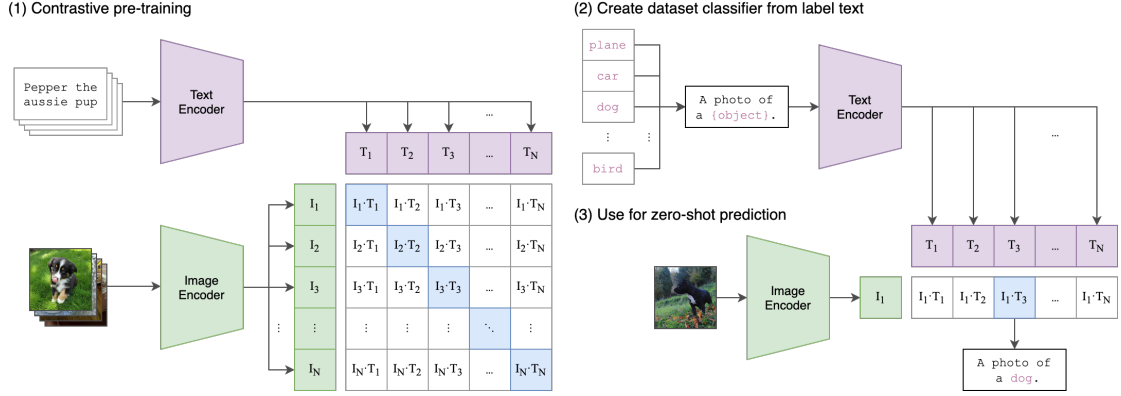 (1) Contrastive pre-training
Pepper the
aussie pup
Text
Encoder
...
T1 T2 T3 ... TN
I1 I1·T1 I1·T2 I1·T3 ... I1·TN
I2 I2·T1 I2·T2 I2·T3 ... I2·TN
I3 I3·T1 I3·T2 I3·T3 ... I3·TN
⋮ ⋮ ⋮ ⋮ ⋮ ⋱ ⋮
IN IN·T1 IN·T2 IN·T3 ... IN·TN
Image
Encoder
(2) Create dataset classifier from label text
plane
car
dog
⋮ ⋮
bird
A photo of
a {object}.
Text
Encoder
...
(3) Use for zero-shot prediction
Image
Encoder
T1 T2 T3 ... TN
I1 I1·T1 I1·T2 I1·T3 ... I1·TN
A photo of
a dog.